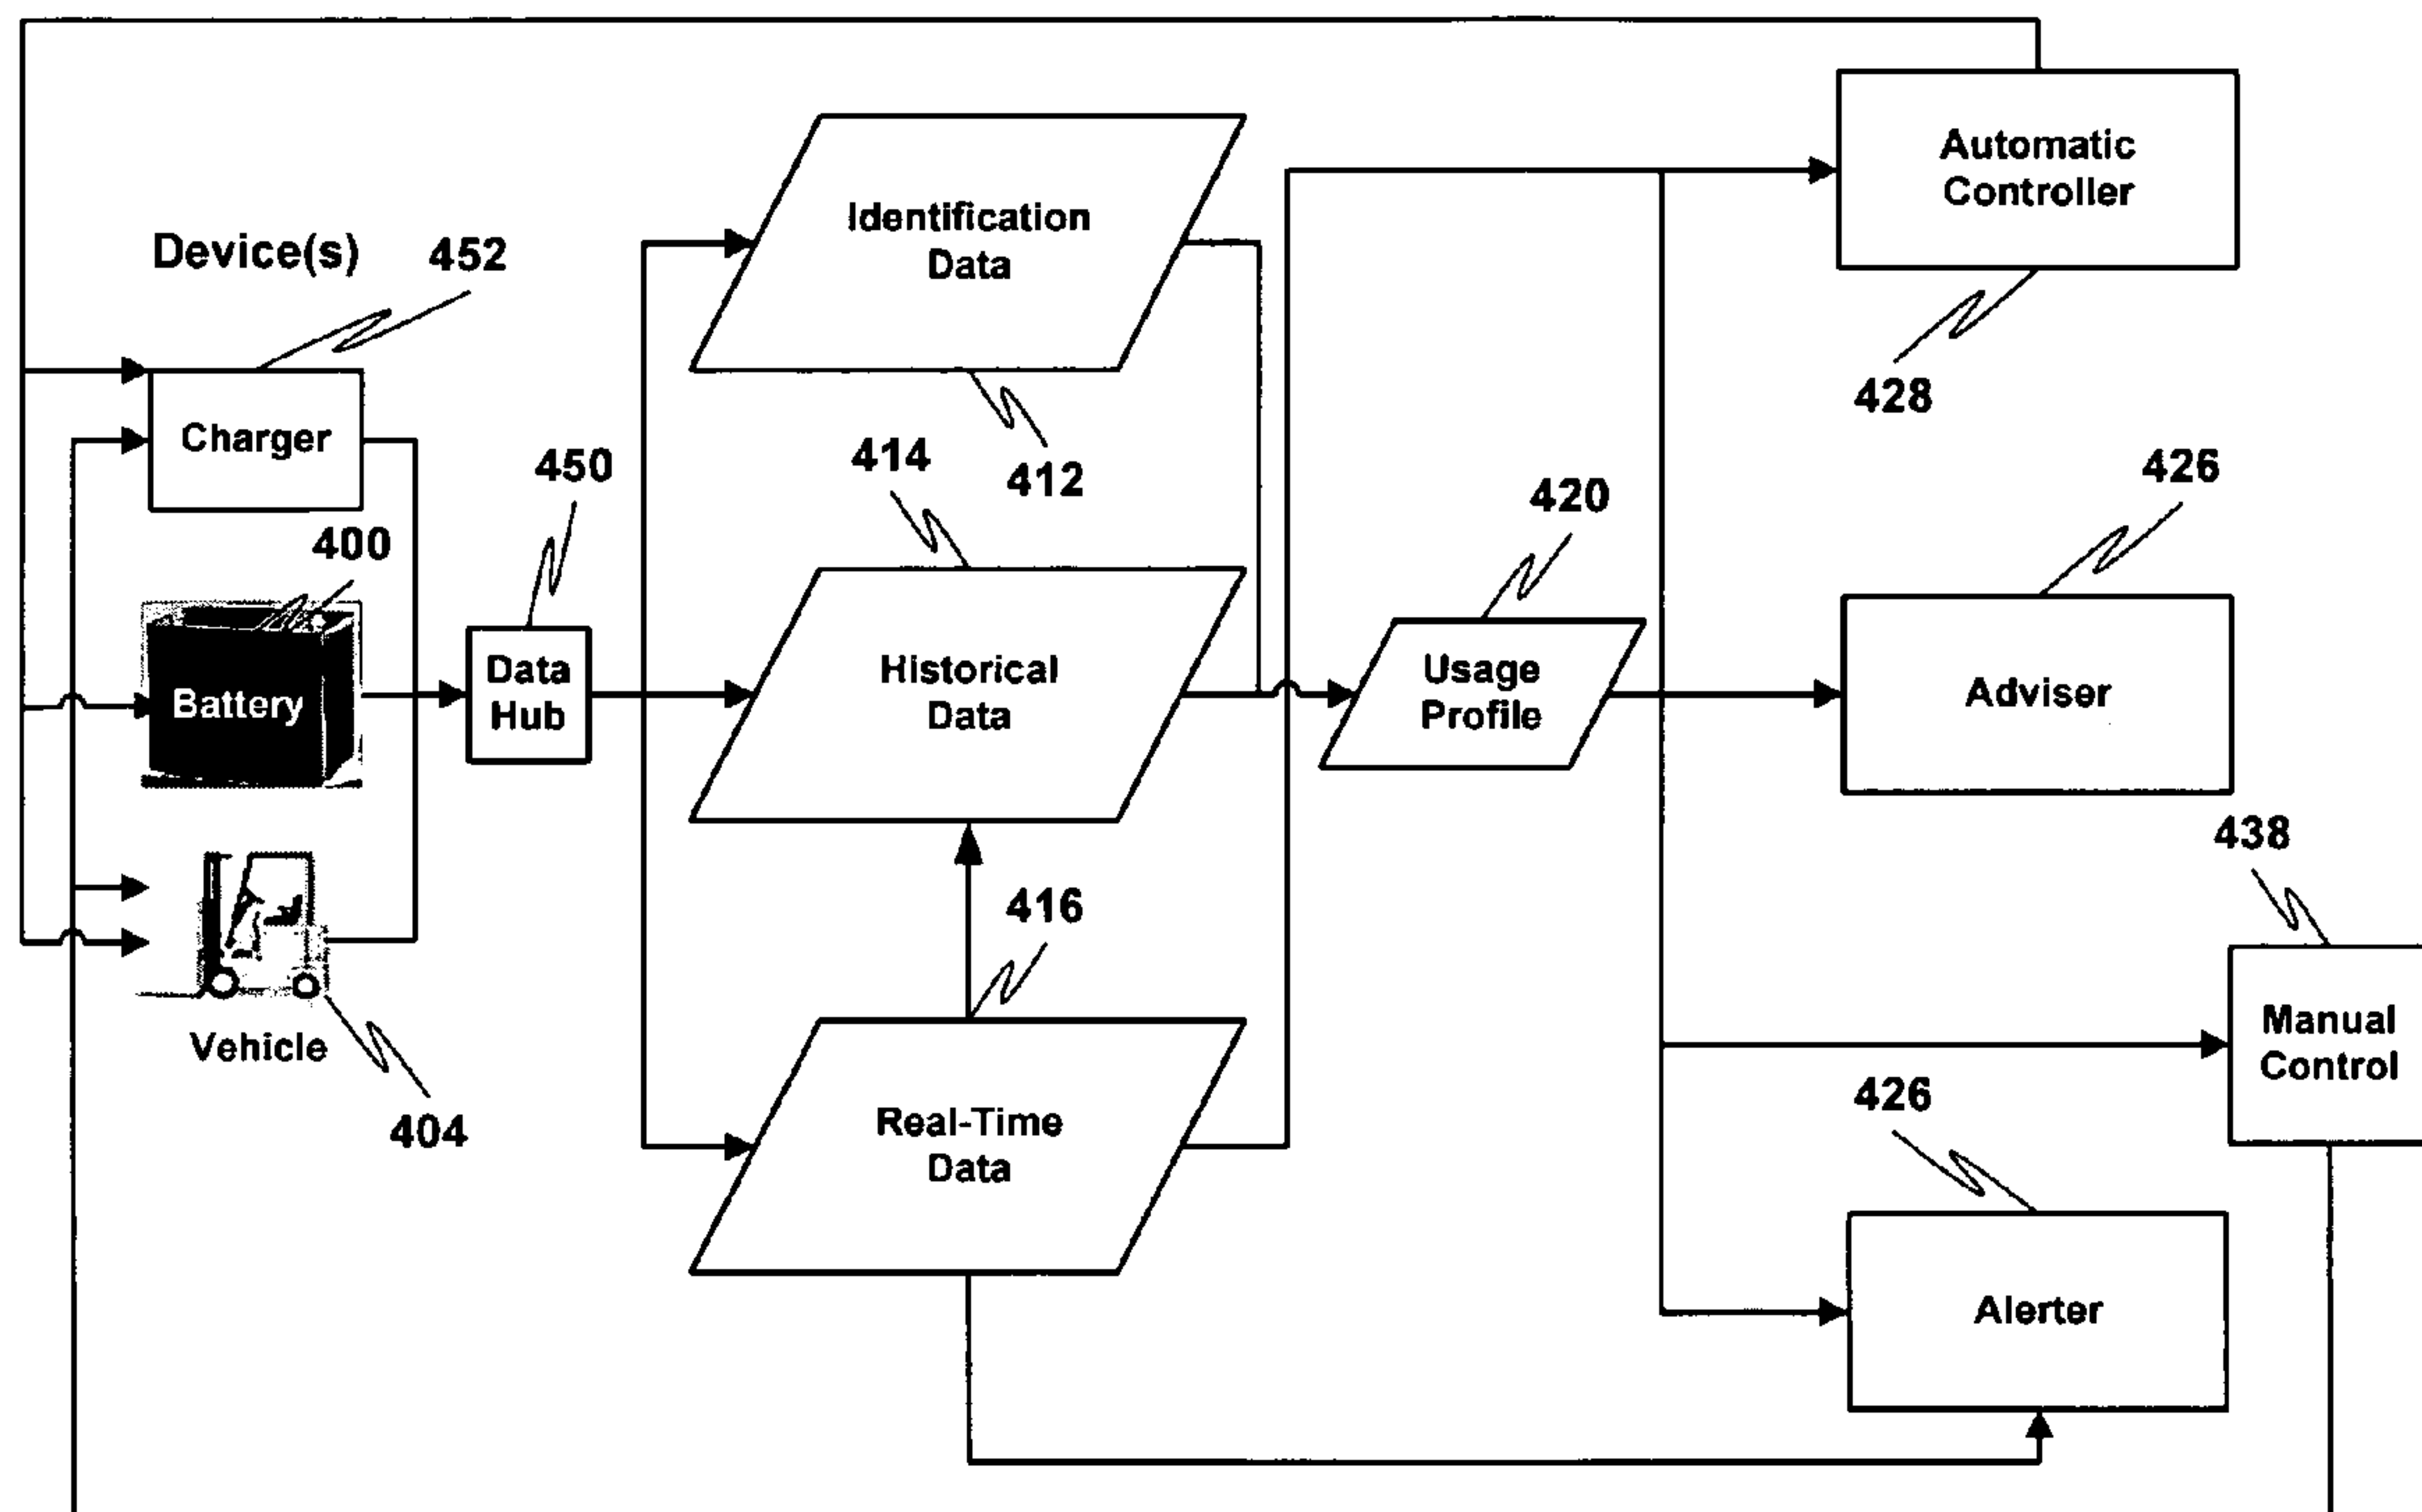 Device(s)
452
Charger
400
Battery
Vehicle
404
450
Data
Hub
Identification
Data
412
414
Historical
Data
416
Real-Time
Data
420
Usage
Profile
Automatic
Controller
428
426
Adviser
438
Manual
Control
426
Alerter